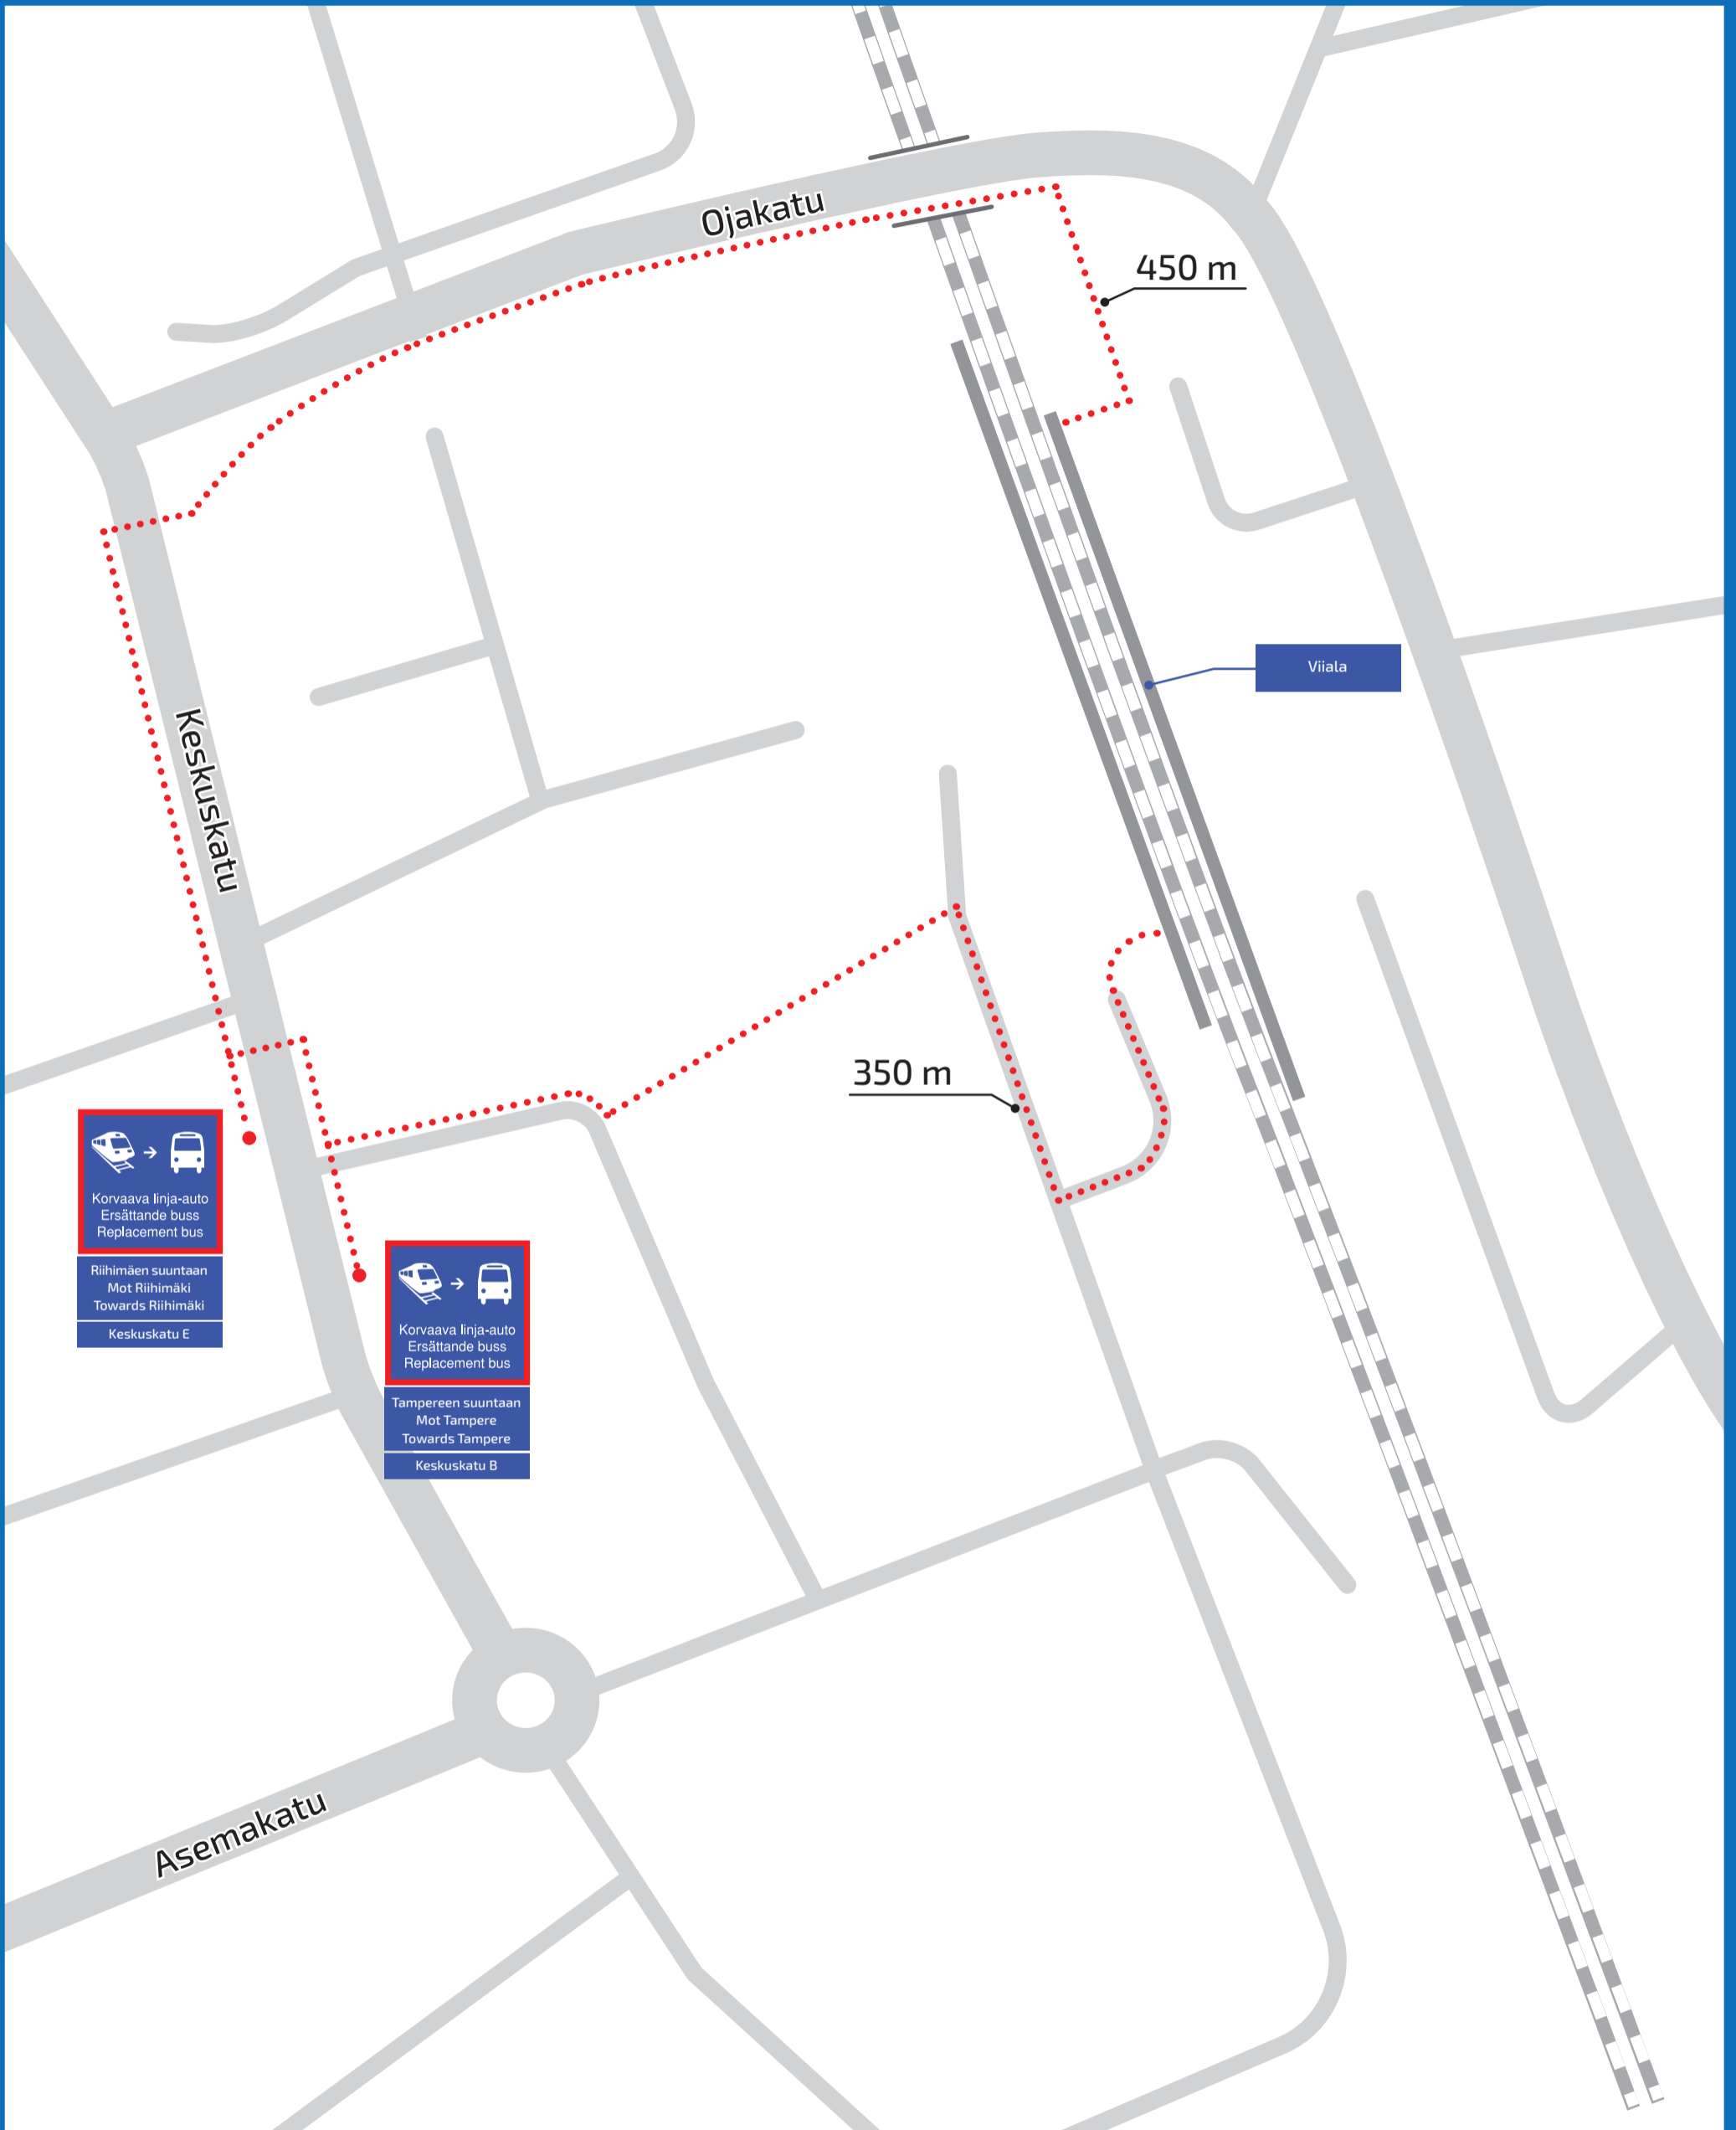 Ojakatu
450 m
Viiala
Keskuskatu
350 m
Korvaava linja-auto
Ersättande buss
Replacement bus
Riihimäen suuntaan
Mot Riihimäki
Towards Riihimäki
Keskuskatu E
Korvaava linja-auto
Ersättande buss
Replacement bus
Tampereen suuntaan
Mot Tampere
Towards Tampere
Keskuskatu B
Asemakatu